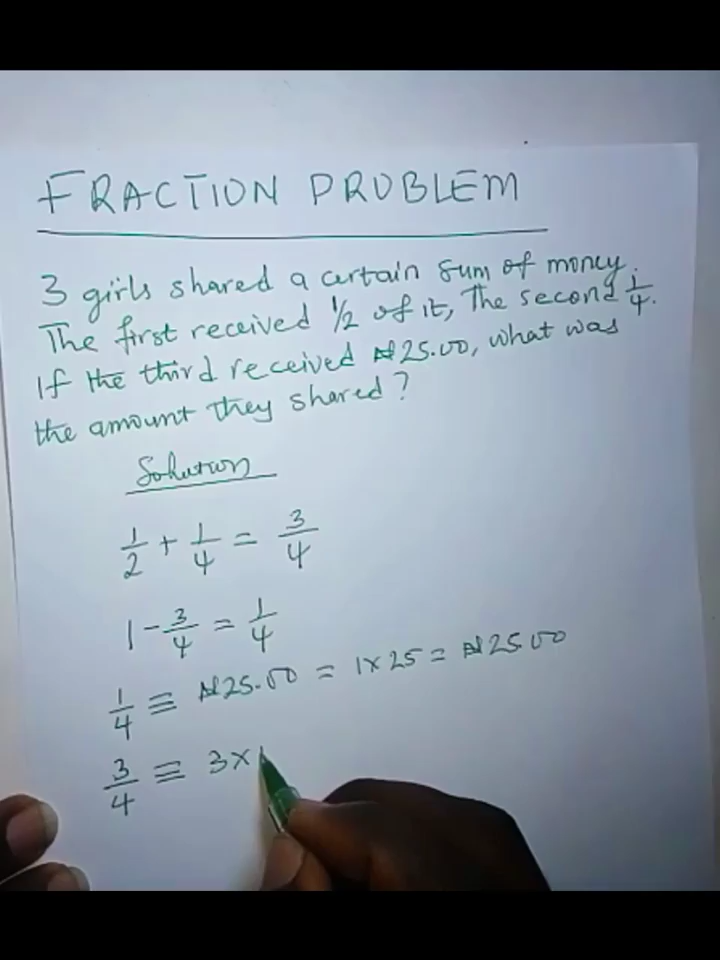 FRACTION PROBLEM
3 girls shared a certain sum of money.
The first received 1/2 of it, The second 1/4.
If the third received ₦25.00, what was
the amount they shared?
Solution
1/2 + 1/4 = 3/4
1 - 3/4 = 1/4
1/4 ≡ ₦25.00 = 1 x 25 = ₦25.00
3/4 ≡ 3x